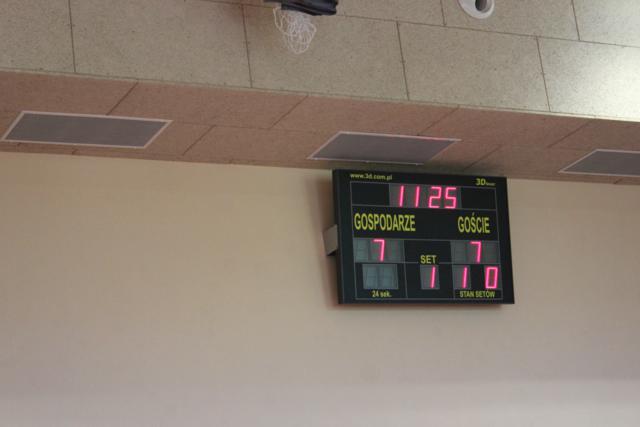 www.3d.com.pl 3D
1125
GOSPODARZE GOŚCIE
7 7
SET
1 1 0
24 sek. STAN SETÓW